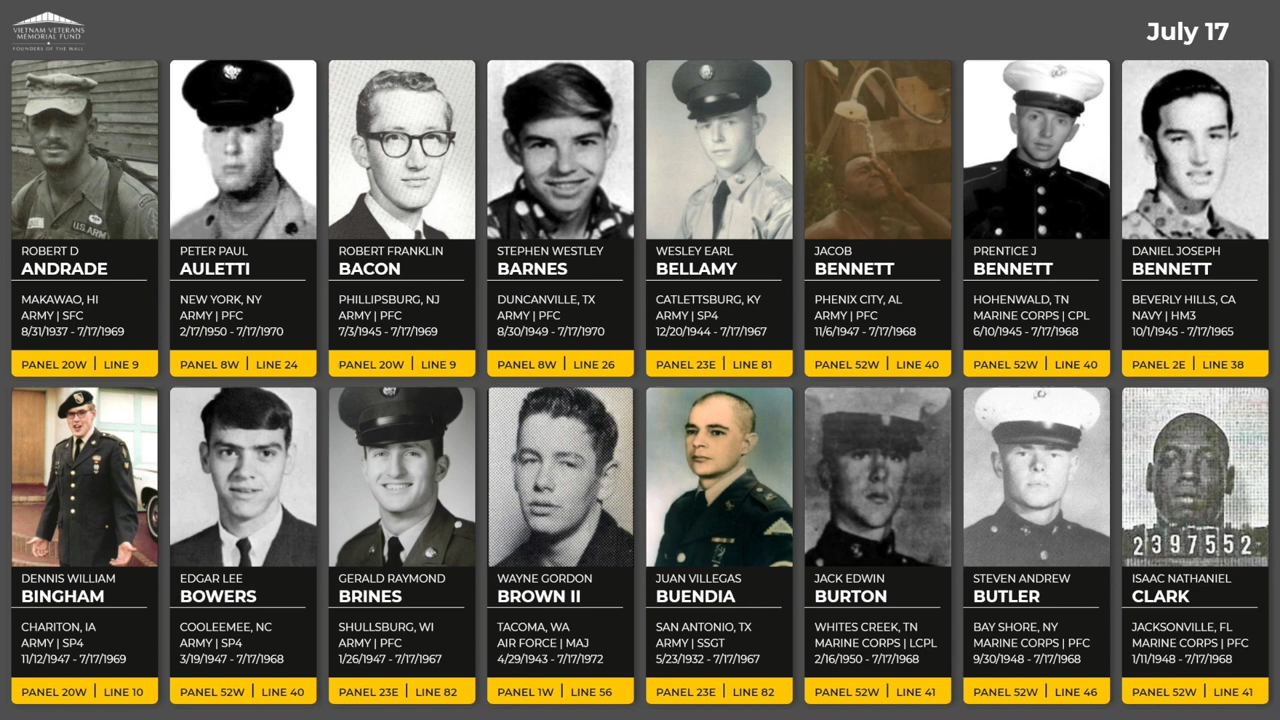 VIETNAM VETERANS
MEMORIAL FUND
FOUNDERS OF THE WALL
July 17
U.S. ARM
ROBERT D
ANDRADE
MAKAWAO, HI
ARMY | SFC
8/31/1937 - 7/17/1969
PANEL 20W | LINE 9
PETER PAUL
AULETTI
NEW YORK, NY
ARMY | PFC
2/17/1950 - 7/17/1970
PANEL 8W | LINE 24
ROBERT FRANKLIN
BACON
PHILLIPSBURG, NJ
ARMY | PFC
7/3/1945 - 7/17/1969
PANEL 20W | LINE 9
STEPHEN WESTLEY
BARNES
DUNCANVILLE, TX
ARMY | PFC
8/30/1949 - 7/17/1970
PANEL 8W | LINE 26
WESLEY EARL
BELLAMY
CATLETTSBURG, KY
ARMY | SP4
12/20/1944 - 7/17/1967
PANEL 23E | LINE 81
JACOB
BENNETT
PHENIX CITY, AL
ARMY | PFC
11/6/1947 - 7/17/1968
PANEL 52W | LINE 40
PRENTICE J
BENNETT
HOHENWALD, TN
MARINE CORPS | CPL
6/10/1945 - 7/17/1968
PANEL 52W | LINE 40
DANIEL JOSEPH
BENNETT
BEVERLY HILLS, CA
NAVY | HM3
10/1/1945 - 7/17/1965
PANEL 2E | LINE 38
DENNIS WILLIAM
BINGHAM
CHARITON, IA
ARMY | SP4
11/12/1947 - 7/17/1969
PANEL 20W | LINE 10
EDGAR LEE
BOWERS
COOLEEMEE, NC
ARMY | SP4
3/19/1947 - 7/17/1968
PANEL 52W | LINE 40
GERALD RAYMOND
BRINES
SHULLSBURG, WI
ARMY | PFC
1/26/1947 - 7/17/1967
PANEL 23E | LINE 82
WAYNE GORDON
BROWN II
TACOMA, WA
AIR FORCE | MAJ
4/29/1943 - 7/17/1972
PANEL 1W | LINE 56
JUAN VILLEGAS
BUENDIA
SAN ANTONIO, TX
ARMY | SSGT
5/23/1932 - 7/17/1967
PANEL 23E | LINE 82
JACK EDWIN
BURTON
WHITES CREEK, TN
MARINE CORPS | LCPL
2/16/1950 - 7/17/1968
PANEL 52W | LINE 41
STEVEN ANDREW
BUTLER
BAY SHORE, NY
MARINE CORPS | PFC
9/30/1948 - 7/17/1968
PANEL 52W | LINE 46
2397552
ISAAC NATHANIEL
CLARK
JACKSONVILLE, FL
MARINE CORPS | PFC
1/11/1948 - 7/17/1968
PANEL 52W | LINE 41